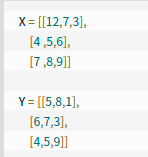 X = [[12,7,3],
[4 ,5,6],
[7 ,8,9]]
Y = [[5,8,1],
[6,7,3],
[4,5,9]]